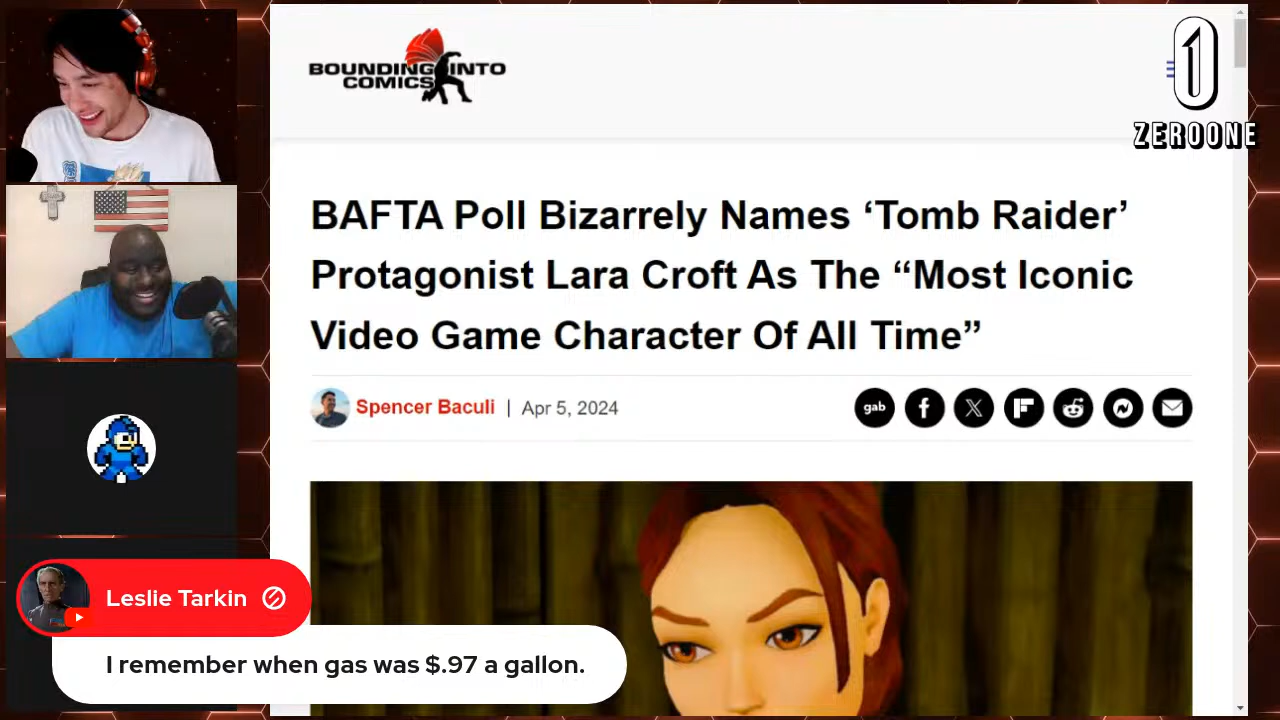 BOUNDING INTO
COMICS
ZEROONE
BAFTA Poll Bizarrely Names ‘Tomb Raider’
Protagonist Lara Croft As The “Most Iconic
Video Game Character Of All Time”
Spencer Baculi | Apr 5, 2024
gab
Leslie Tarkin
I remember when gas was $.97 a gallon.